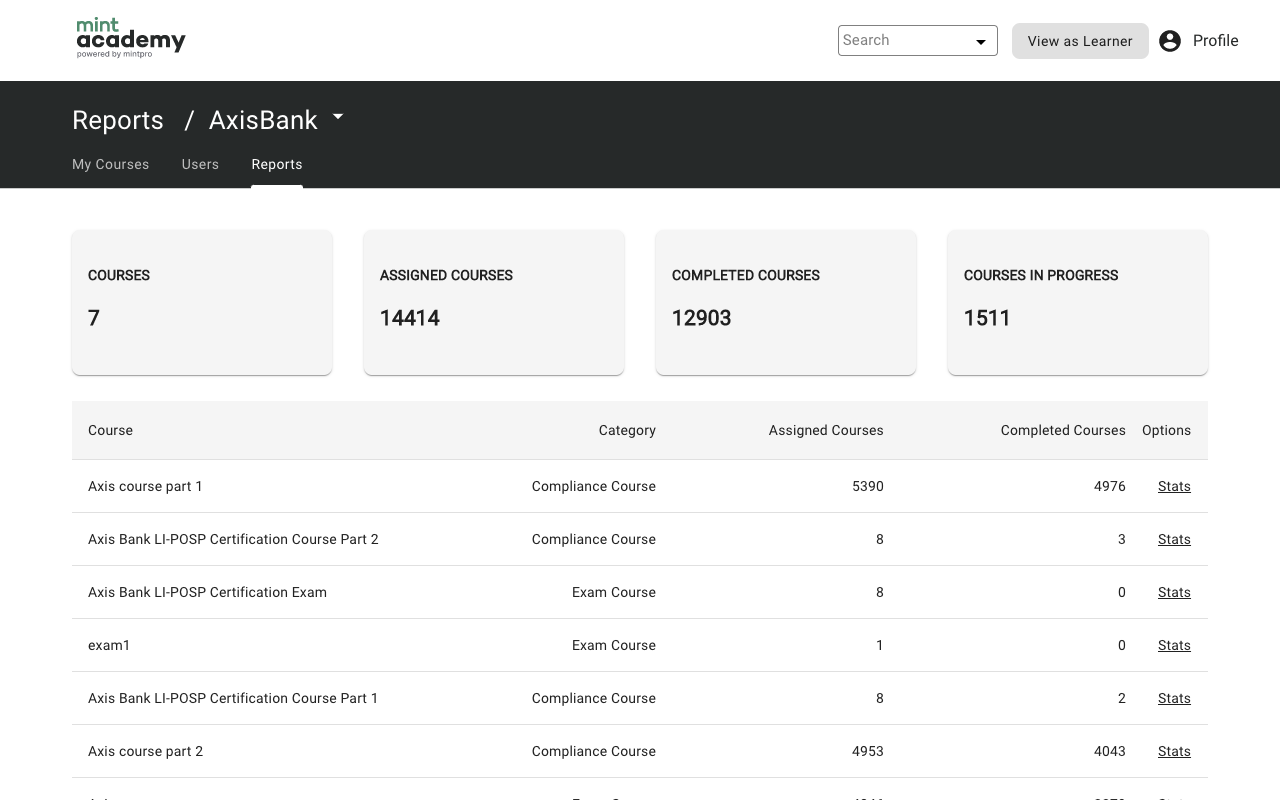 mint
academy
powered by mintpro
Search
View as Learner
Profile
Reports / AxisBank
My Courses Users Reports
COURSES
7
ASSIGNED COURSES
14414
COMPLETED COURSES
12903
COURSES IN PROGRESS
1511
Course Category Assigned Courses Completed Courses Options
Axis course part 1 Compliance Course 5390 4976 Stats
Axis Bank LI-POSP Certification Course Part 2 Compliance Course 8 3 Stats
Axis Bank LI-POSP Certification Exam Exam Course 8 0 Stats
exam1 Exam Course 1 0 Stats
Axis Bank LI-POSP Certification Course Part 1 Compliance Course 8 2 Stats
Axis course part 2 Compliance Course 4953 4043 Stats